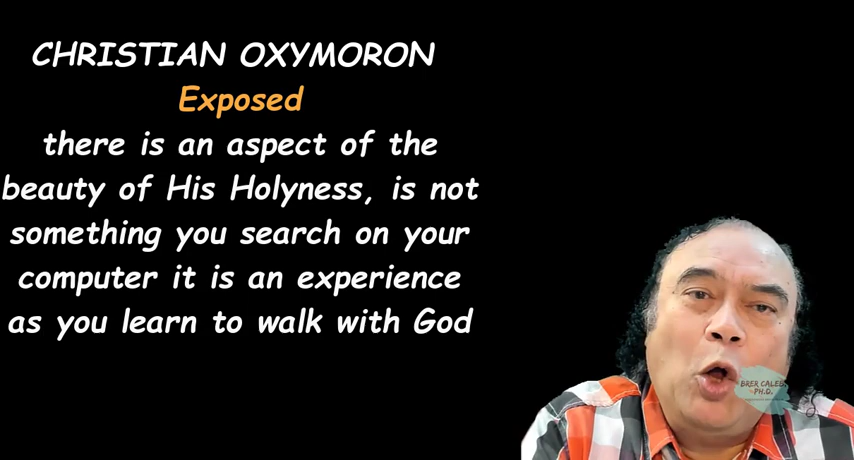 CHRISTIAN OXYMORON
Exposed
there is an aspect of the
beauty of His Holyness, is not
something you search on your
computer it is an experience
as you learn to walk with God
BRER CALEB
PH.D.